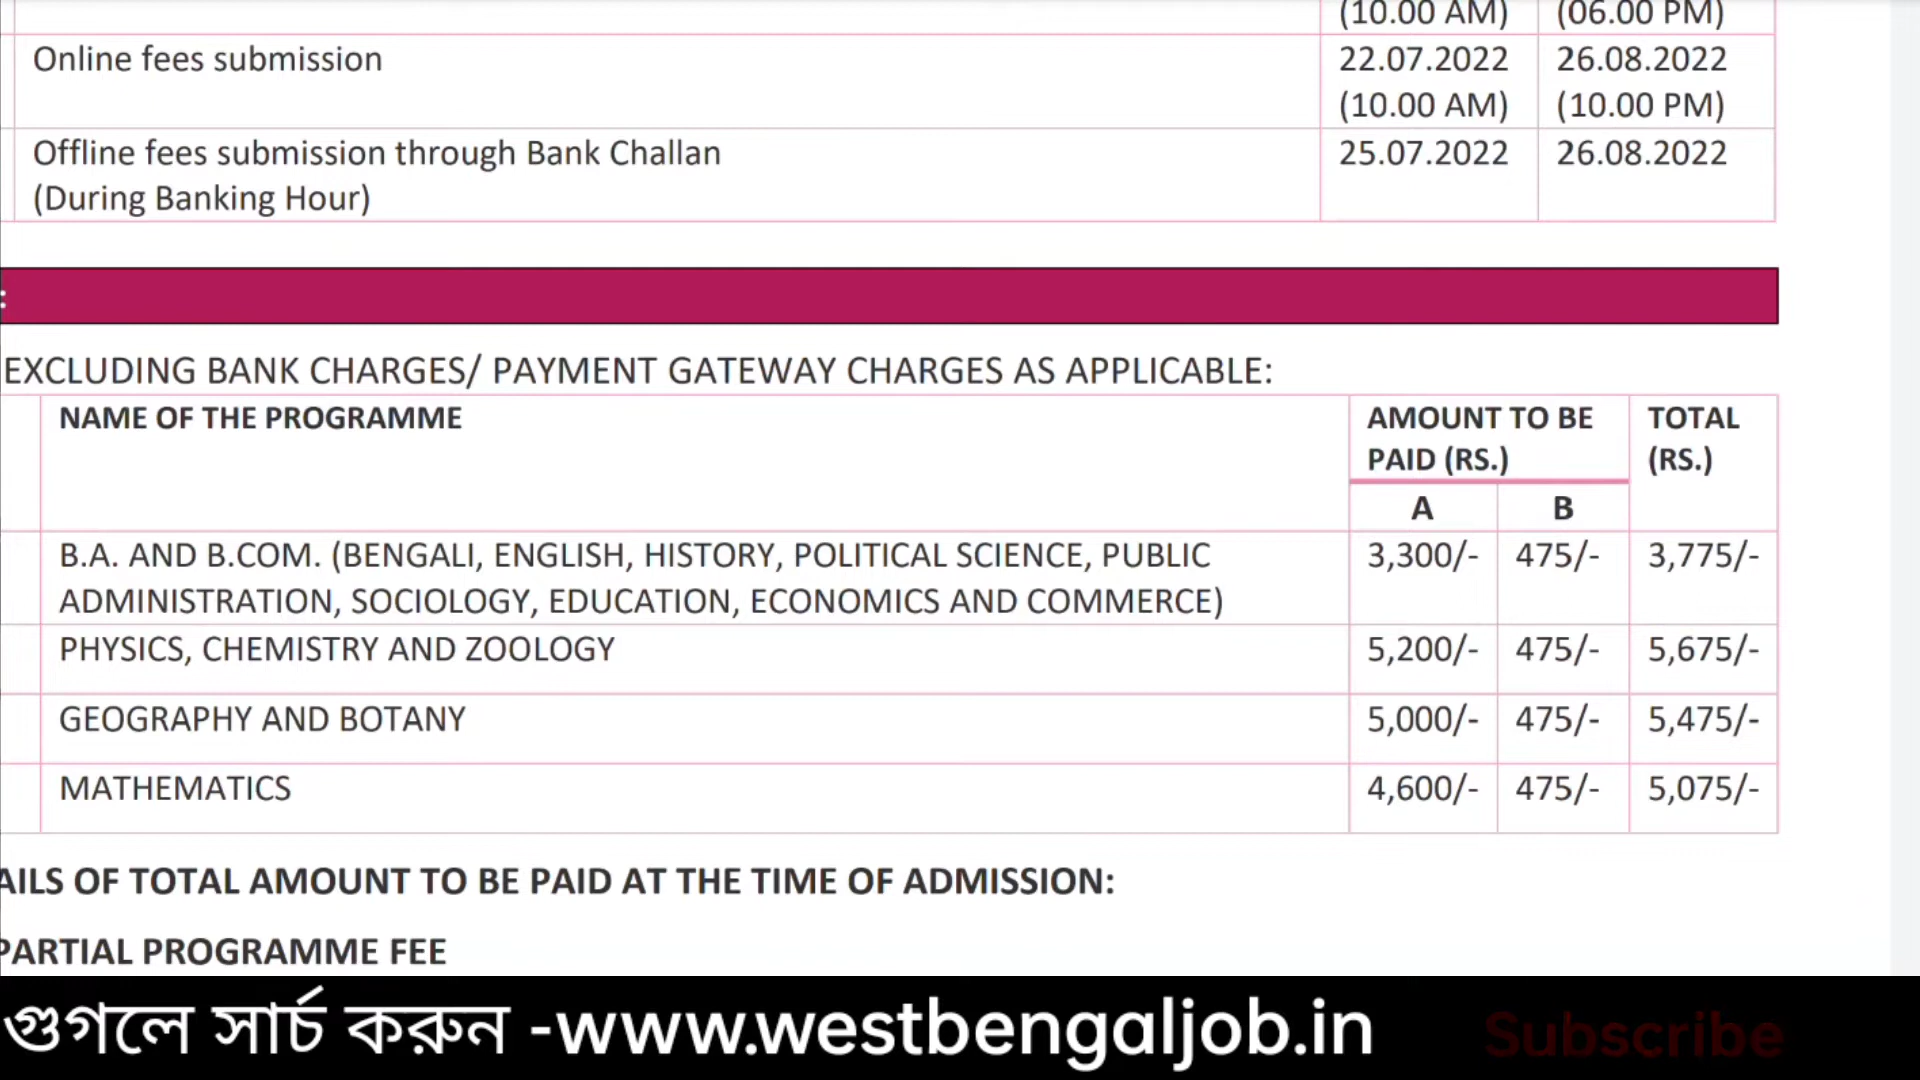 (10.00 AM) (06.00 PM)
Online fees submission 22.07.2022 26.08.2022
(10.00 AM) (10.00 PM)
Offline fees submission through Bank Challan 25.07.2022 26.08.2022
(During Banking Hour)
:
EXCLUDING BANK CHARGES/ PAYMENT GATEWAY CHARGES AS APPLICABLE:
NAME OF THE PROGRAMME AMOUNT TO BE TOTAL
PAID (RS.) (RS.)
A B
B.A. AND B.COM. (BENGALI, ENGLISH, HISTORY, POLITICAL SCIENCE, PUBLIC 3,300/- 475/- 3,775/-
ADMINISTRATION, SOCIOLOGY, EDUCATION, ECONOMICS AND COMMERCE)
PHYSICS, CHEMISTRY AND ZOOLOGY 5,200/- 475/- 5,675/-
GEOGRAPHY AND BOTANY 5,000/- 475/- 5,475/-
MATHEMATICS 4,600/- 475/- 5,075/-
AILS OF TOTAL AMOUNT TO BE PAID AT THE TIME OF ADMISSION:
PARTIAL PROGRAMME FEE
গুগলে সার্চ করুন -www.westbengaljob.in Subscribe